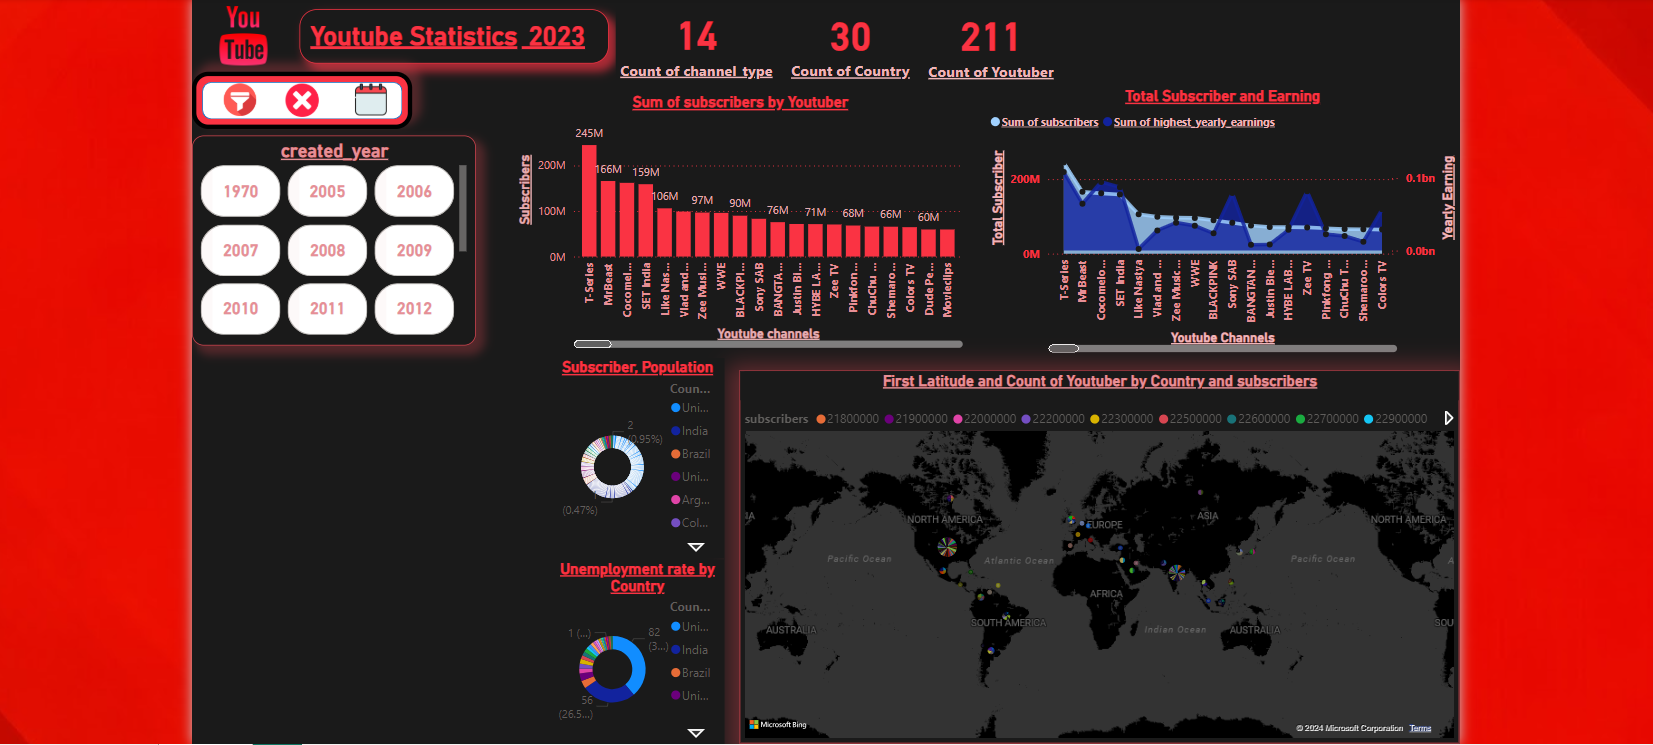 You
Tube
Youtube Statistics 2023
14
Count of channel_type
30
Count of Country
211
Count of Youtuber
created_year
1970
2005
2006
2007
2008
2009
2010
2011
2012
Sum of subscribers by Youtuber
Subscribers
200M
100M
0M
245M
166M
159M
106M
97M
90M
76M
71M
68M
66M
60M
T-Series
MrBeast
Cocomel...
SET India
Like Nas...
Vlad and...
Zee Musi...
WWE
BLACKPI...
Sony SAB
BANGTA...
Justin Bi...
HYBE LA...
Zee TV
Pinkfon...
ChuChu ...
Shemaro...
Colors TV
Dude Pe...
Movieclips
Youtube channels
Total Subscriber and Earning
Sum of subscribers
Sum of highest_yearly_earnings
Total Subscriber
200M
0M
0.1bn
0.0bn
Yearly Earning
T-Series
MrBeast
Cocomelo...
SET India
Like Nastya
Vlad and ...
Zee Music...
WWE
BLACKPINK
Sony SAB
BANGTAN...
Justin Bie...
HYBE LAB...
Zee TV
Pinkfong ...
ChuChu T...
Shemaroo...
Colors TV
Youtube Channels
Subscriber, Population
Coun...
Uni...
India
Brazil
Uni...
Arg...
Col...
2
(0.95%)
(0.47%)
Unemployment rate by
Country
Coun...
Uni...
India
Brazil
Uni...
1 (...)
82
(3...)
56
(26.5...)
First Latitude and Count of Youtuber by Country and subscribers
subscribers
21800000
21900000
22000000
22200000
22300000
22500000
22600000
22700000
22900000
IA
NORTH AMERICA
EUROPE
ASIA
NORTH AMERICA
Pacific Ocean
Atlantic Ocean
Pacific Ocean
A
AFRICA
SOUTH AMERICA
AUSTRALIA
Indian Ocean
AUSTRALIA
SOU
Microsoft Bing
© 2024 Microsoft Corporation Terms